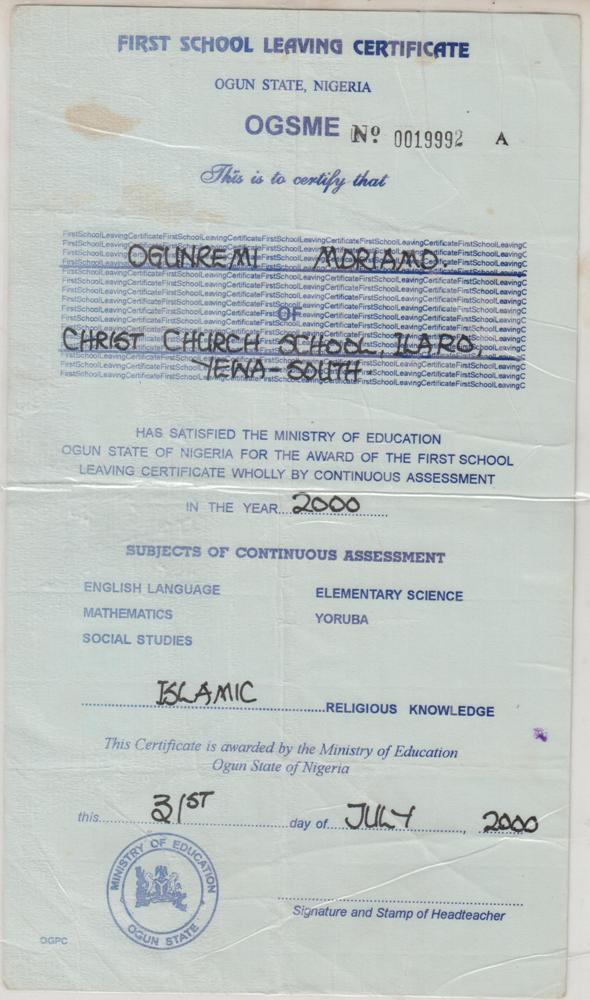 FIRST SCHOOL LEAVING CERTIFICATE
OGUN STATE, NIGERIA
OGSME Nº 0019992 A
This is to certify that
OGUNREMI MORIAMO.
OF
CHRIST CHURCH SCHOOL, ILARO,
YEWA-SOUTH
HAS SATISFIED THE MINISTRY OF EDUCATION
OGUN STATE OF NIGERIA FOR THE AWARD OF THE FIRST SCHOOL
LEAVING CERTIFICATE WHOLLY BY CONTINUOUS ASSESSMENT
IN THE YEAR...2000
SUBJECTS OF CONTINUOUS ASSESSMENT
ENGLISH LANGUAGE ELEMENTARY SCIENCE
MATHEMATICS YORUBA
SOCIAL STUDIES
ISLAMIC RELIGIOUS KNOWLEDGE
This Certificate is awarded by the Ministry of Education
Ogun State of Nigeria
this 31ST day of JULY, 2000
MINISTRY OF EDUCATION
OGUN STATE
Signature and Stamp of Headteacher
OGPC